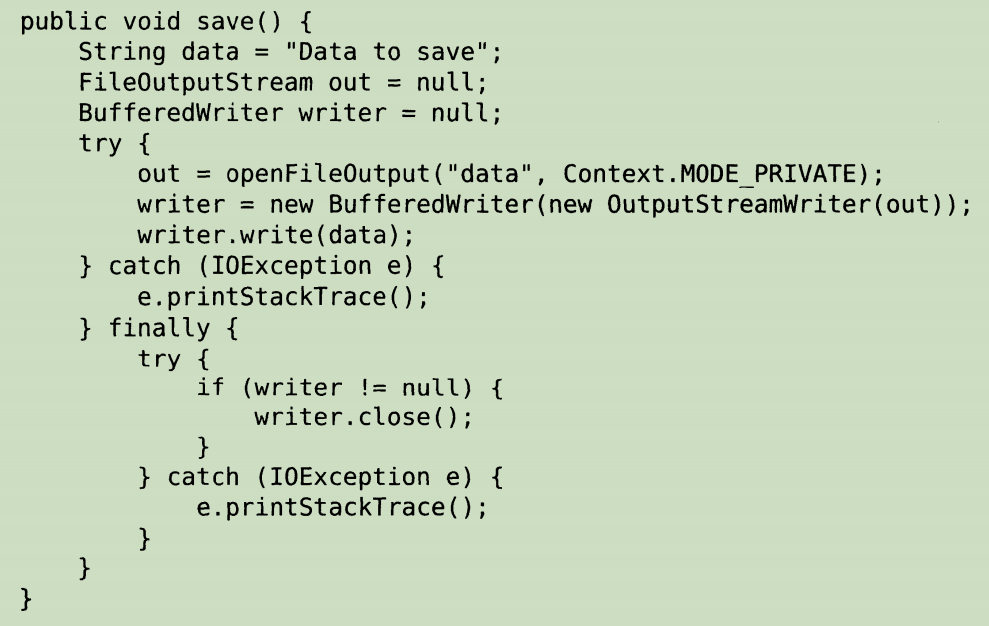 public void save() {
    String data = "Data to save";
    FileOutputStream out = null;
    BufferedWriter writer = null;
    try {
        out = openFileOutput("data", Context.MODE_PRIVATE);
        writer = new BufferedWriter(new OutputStreamWriter(out));
        writer.write(data);
    } catch (IOException e) {
        e.printStackTrace();
    } finally {
        try {
            if (writer != null) {
                writer.close();
            }
        } catch (IOException e) {
            e.printStackTrace();
        }
    }
}